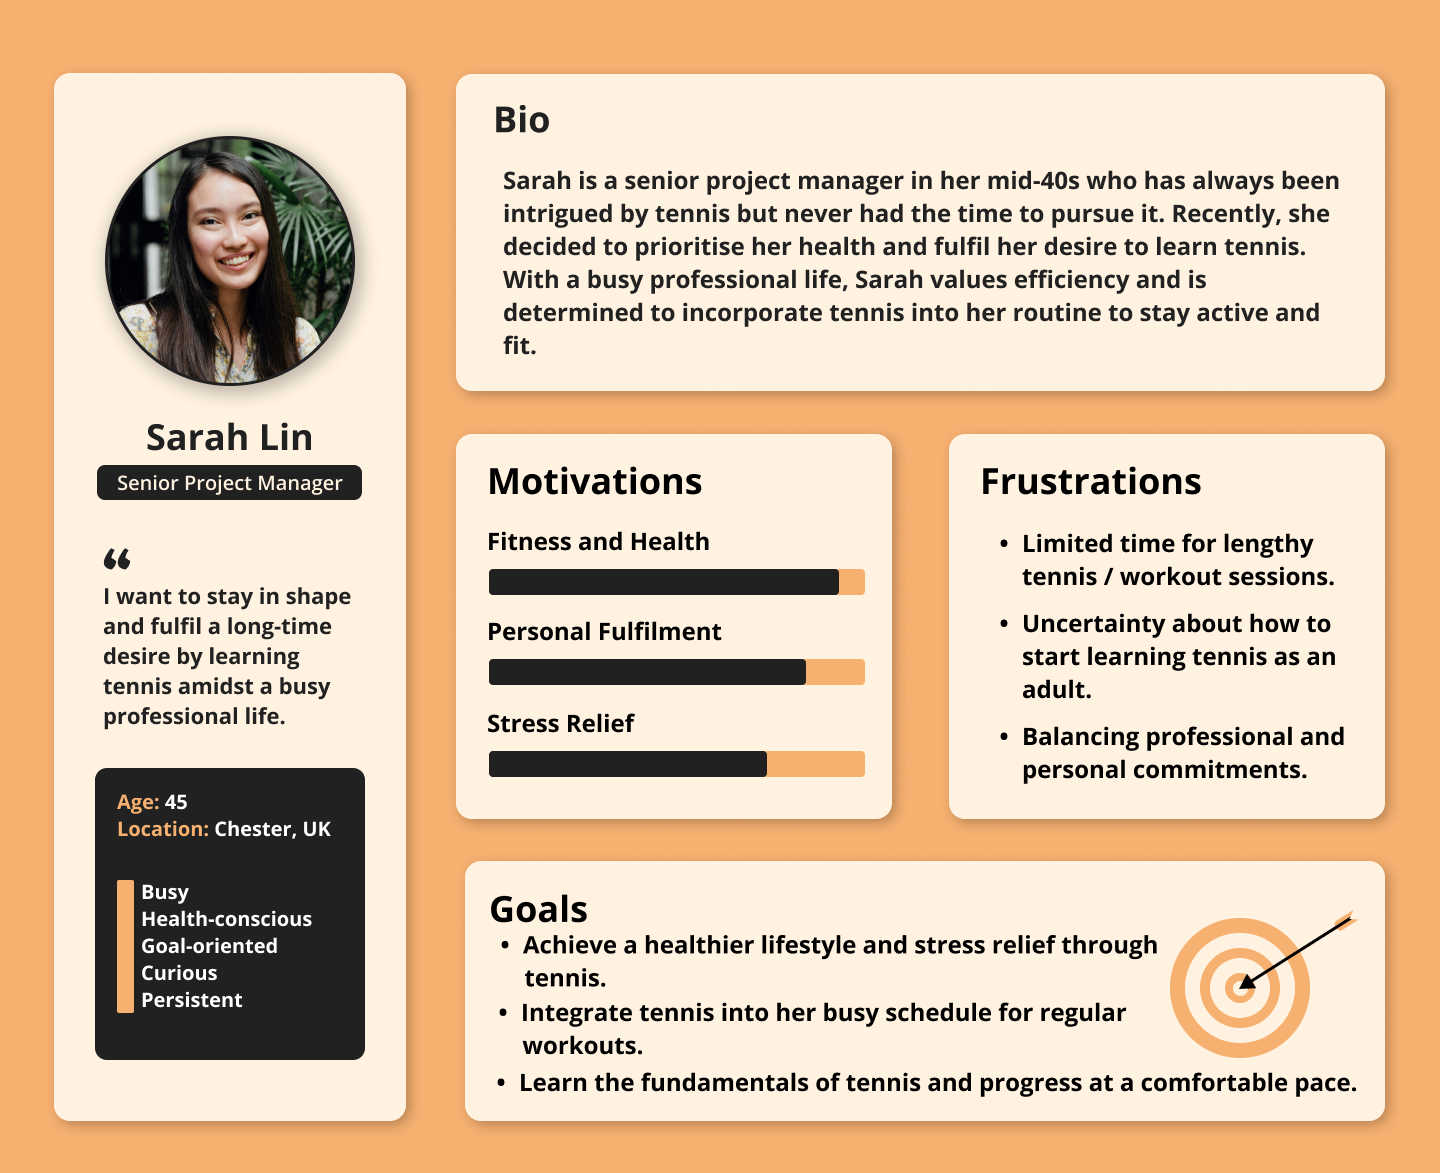 Sarah Lin
Senior Project Manager
“
I want to stay in shape
and fulfil a long-time
desire by learning
tennis amidst a busy
professional life.
Age: 45
Location: Chester, UK
Busy
Health-conscious
Goal-oriented
Curious
Persistent
Bio
Sarah is a senior project manager in her mid-40s who has always been
intrigued by tennis but never had the time to pursue it. Recently, she
decided to prioritise her health and fulfil her desire to learn tennis.
With a busy professional life, Sarah values efficiency and is
determined to incorporate tennis into her routine to stay active and
fit.
Motivations
Fitness and Health
Personal Fulfilment
Stress Relief
Frustrations
• Limited time for lengthy
tennis / workout sessions.
• Uncertainty about how to
start learning tennis as an
adult.
• Balancing professional and
personal commitments.
Goals
• Achieve a healthier lifestyle and stress relief through
tennis.
• Integrate tennis into her busy schedule for regular
workouts.
• Learn the fundamentals of tennis and progress at a comfortable pace.